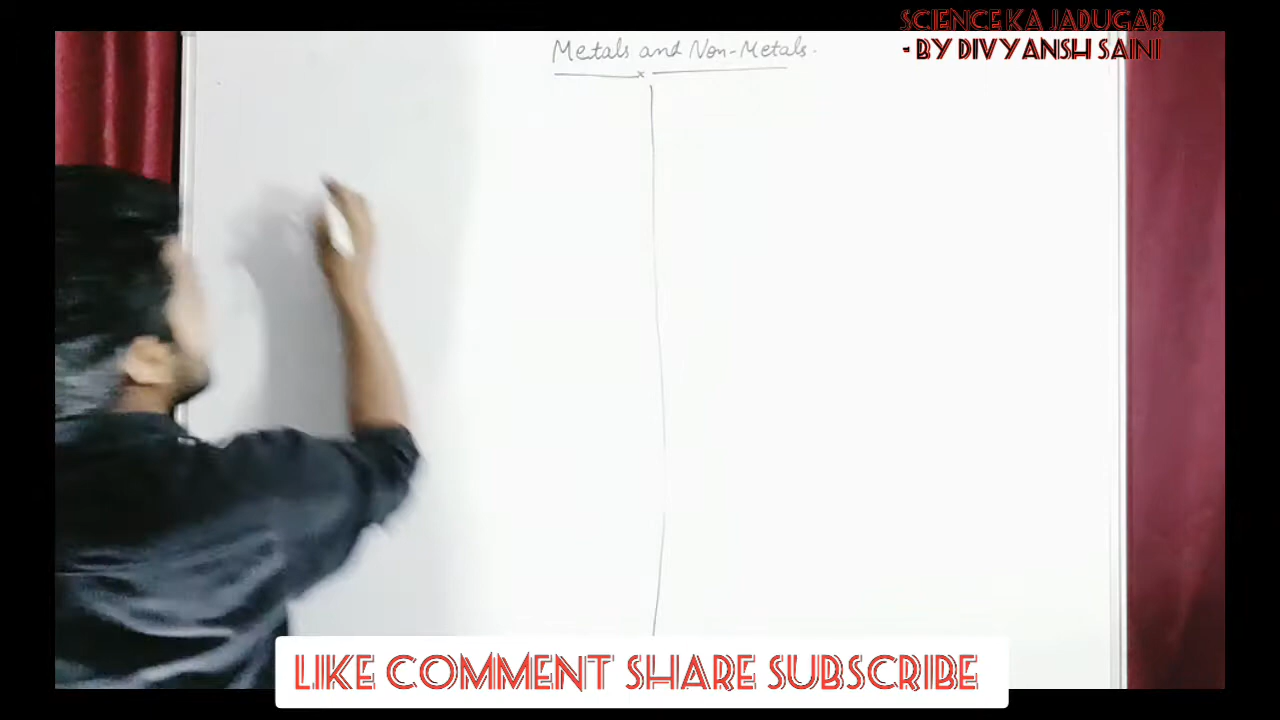 SCIENCE KA JADUGAR
- BY DIVYANSH SAINI
Metals and Non-Metals.
LIKE COMMENT SHARE SUBSCRIBE